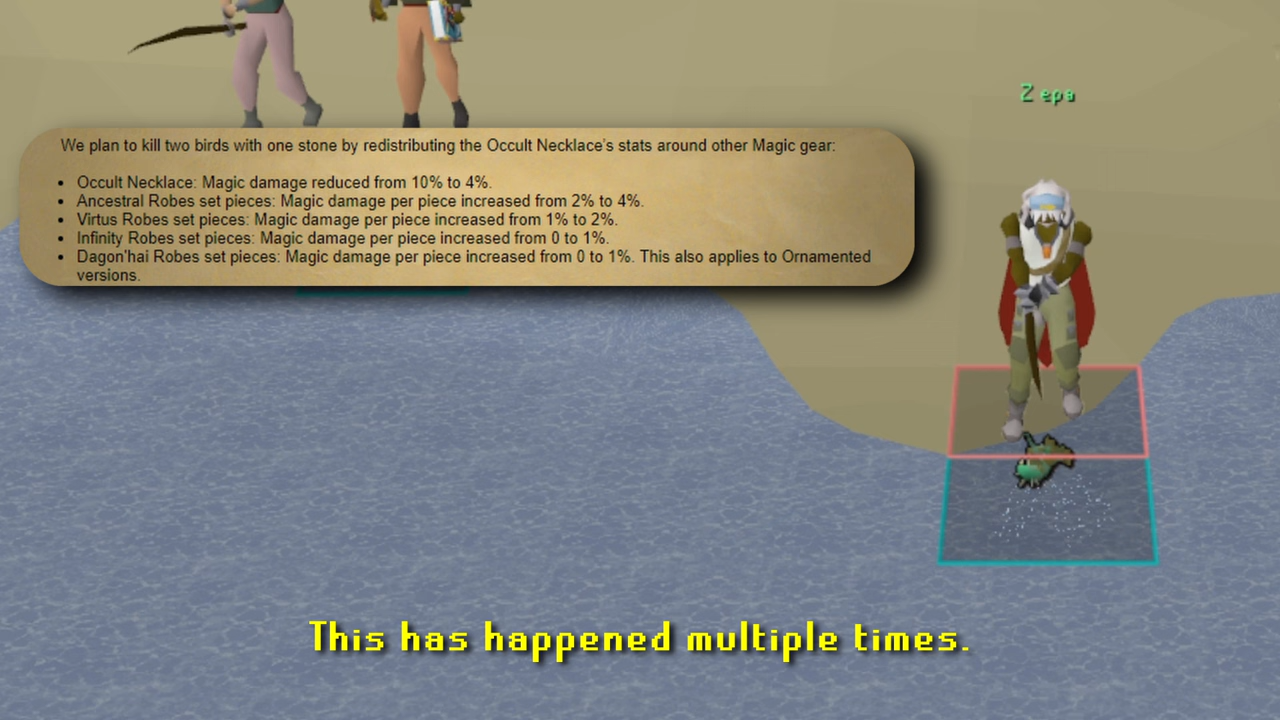 Z epa
We plan to kill two birds with one stone by redistributing the Occult Necklace's stats around other Magic gear:
• Occult Necklace: Magic damage reduced from 10% to 4%.
• Ancestral Robes set pieces: Magic damage per piece increased from 2% to 4%.
• Virtus Robes set pieces: Magic damage per piece increased from 1% to 2%.
• Infinity Robes set pieces: Magic damage per piece increased from 0 to 1%.
• Dagon'hai Robes set pieces: Magic damage per piece increased from 0 to 1%. This also applies to Ornamented
versions.
This has happened multiple times.